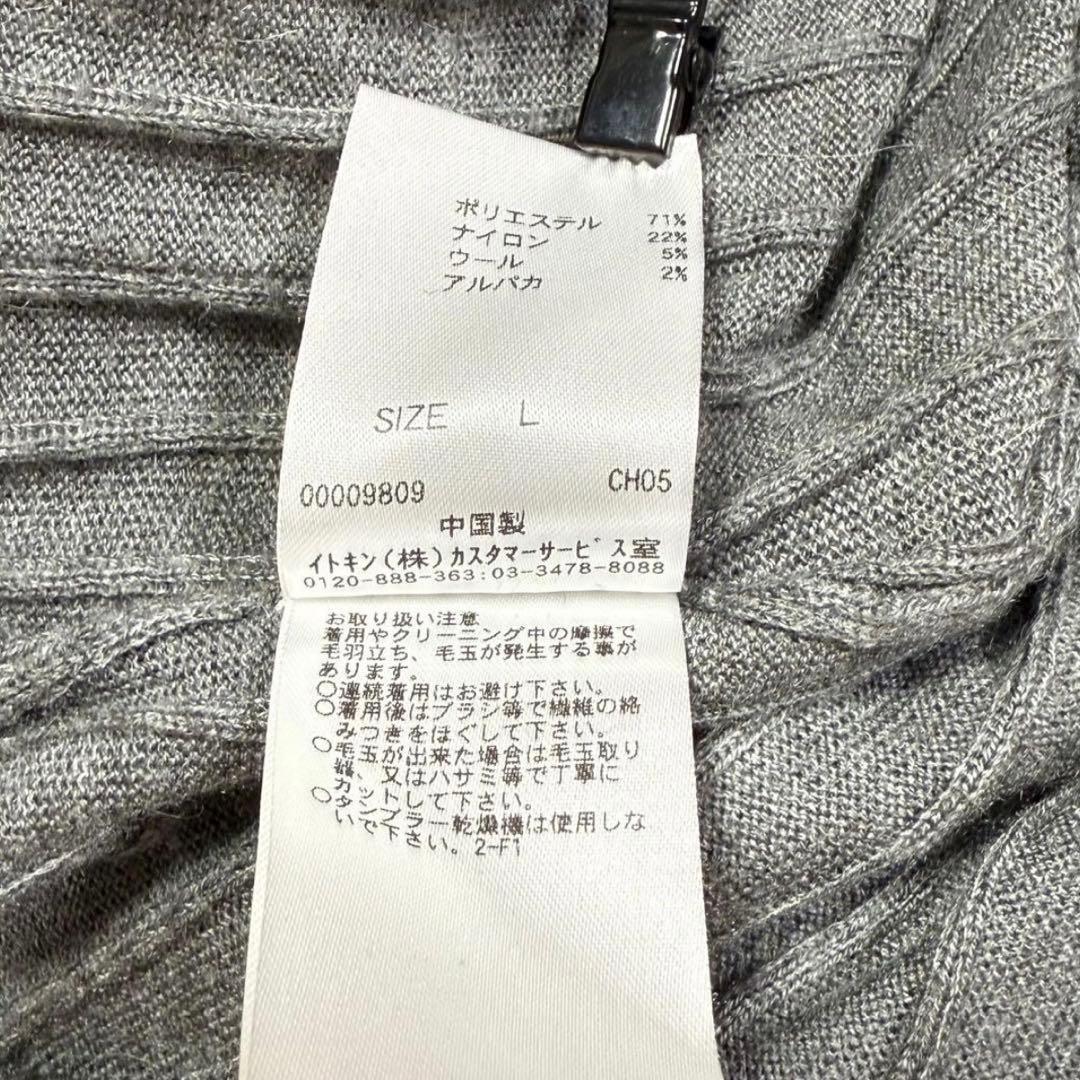 ポリエステル 71%
ナイロン 22%
ウール 5%
アルパカ 2%
SIZE L
00009809 CH05
中国製
イトキン(株)カスタマーサービス室
0120-888-363:03-3478-8088
お取り扱い注意
着用やクリーニング中の摩擦で
毛羽立ち、毛玉が発生する事が
あります。
○連続着用はお避け下さい。
○着用後はブラシ等で繊維の絡
みつきをほぐして下さい。
○毛玉が出来た場合は毛玉取り
器、又はハサミ等で丁寧に
カットして下さい。
○タンブラー乾燥機は使用しな
いで下さい。2-F1